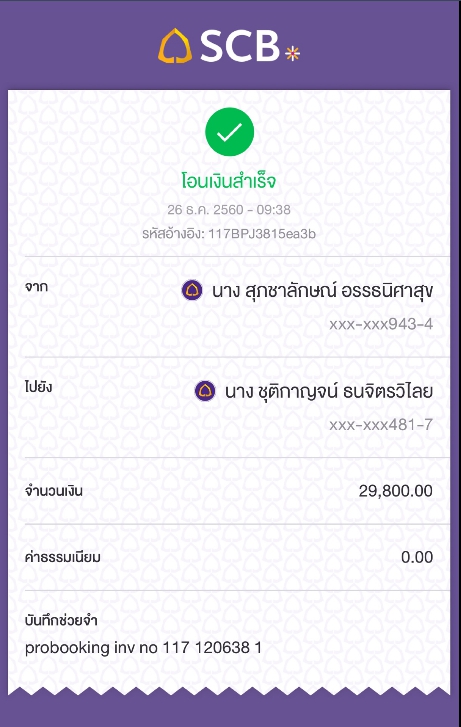 SCB
โอนเงินสำเร็จ
26 ธ.ค. 2560 - 09:38
รหัสอ้างอิง: 117BPJ3815ea3b
จาก
นาง สุภชาลักษณ์ อรรธนิศาสุข
xxx-xxx943-4
ไปยัง
นาง ชุติกาญจน์ ธนจิตรวิไลย
xxx-xxx481-7
จำนวนเงิน 29,800.00
ค่าธรรมเนียม 0.00
บันทึกช่วยจำ
probooking inv no 117 120638 1